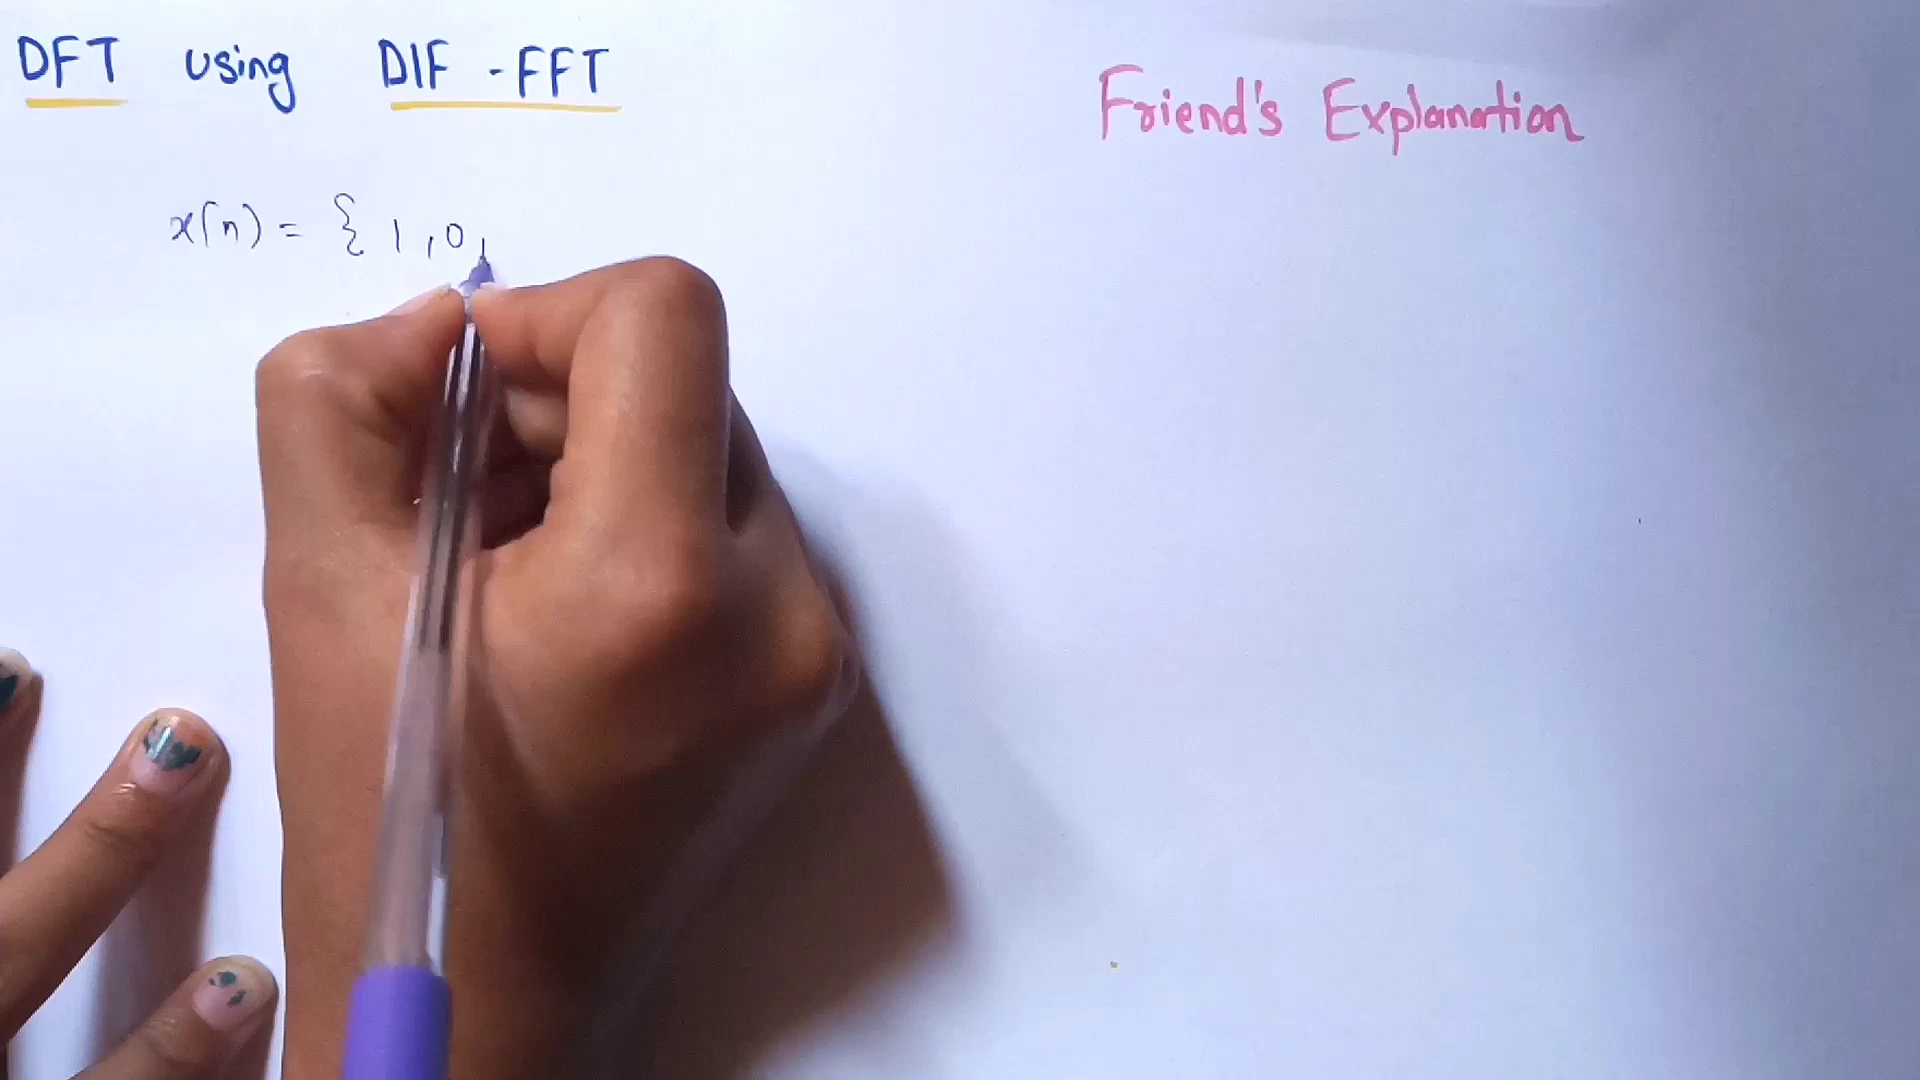 DFT using DIF - FFT
Friend's Explanation
x(n) = { 1 , 0 ,